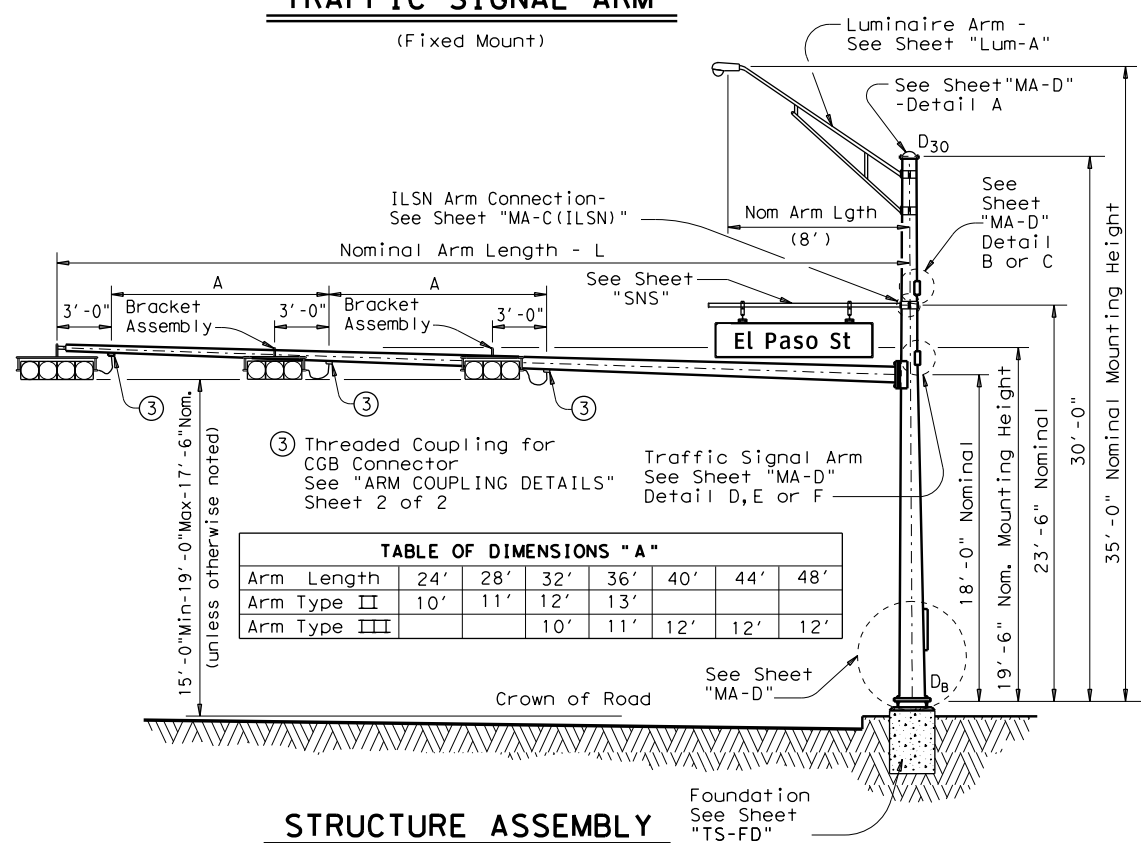 TRAFFIC SIGNAL ARM
(Fixed Mount)
Luminaire Arm -
See Sheet "Lum-A"
See Sheet"MA-D"
-Detail A
D30
See
Sheet
"MA-D"
Detail
B or C
ILSN Arm Connection-
See Sheet "MA-C(ILSN)"
Nom Arm Lgth
(8')
Nominal Arm Length - L
See Sheet
"SNS"
A
A
3'-0"
Bracket
Assembly
3'-0"
Bracket
Assembly
3'-0"
El Paso St
3
3
3
3 Threaded Coupling for
CGB Connector
See "ARM COUPLING DETAILS"
Sheet 2 of 2
Traffic Signal Arm
See Sheet "MA-D"
Detail D,E or F
15'-0"Min-19'-0"Max-17'-6"Nom.
(unless otherwise noted)
TABLE OF DIMENSIONS "A"
Arm Length 24' 28' 32' 36' 40' 44' 48'
Arm Type II 10' 11' 12' 13'
Arm Type III 10' 11' 12' 12' 12'
18'-0" Nominal
19'-6" Nom. Mounting Height
23'-6" Nominal
30'-0"
35'-0" Nominal Mounting Height
See Sheet
"MA-D"
DB
Crown of Road
Foundation
See Sheet
"TS-FD"
STRUCTURE ASSEMBLY